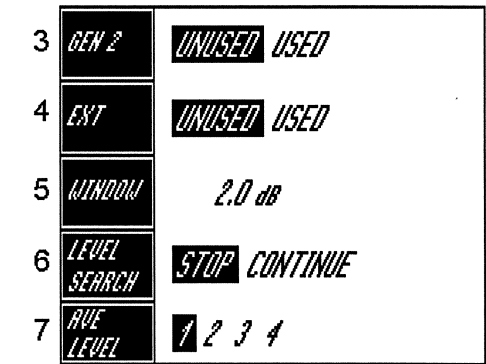 3 GEN 2 UNUSED USED
4 EXT UNUSED USED
5 WINDOW 2.0 dB
6 LEVEL SEARCH STOP CONTINUE
7 AVE LEVEL 1 2 3 4